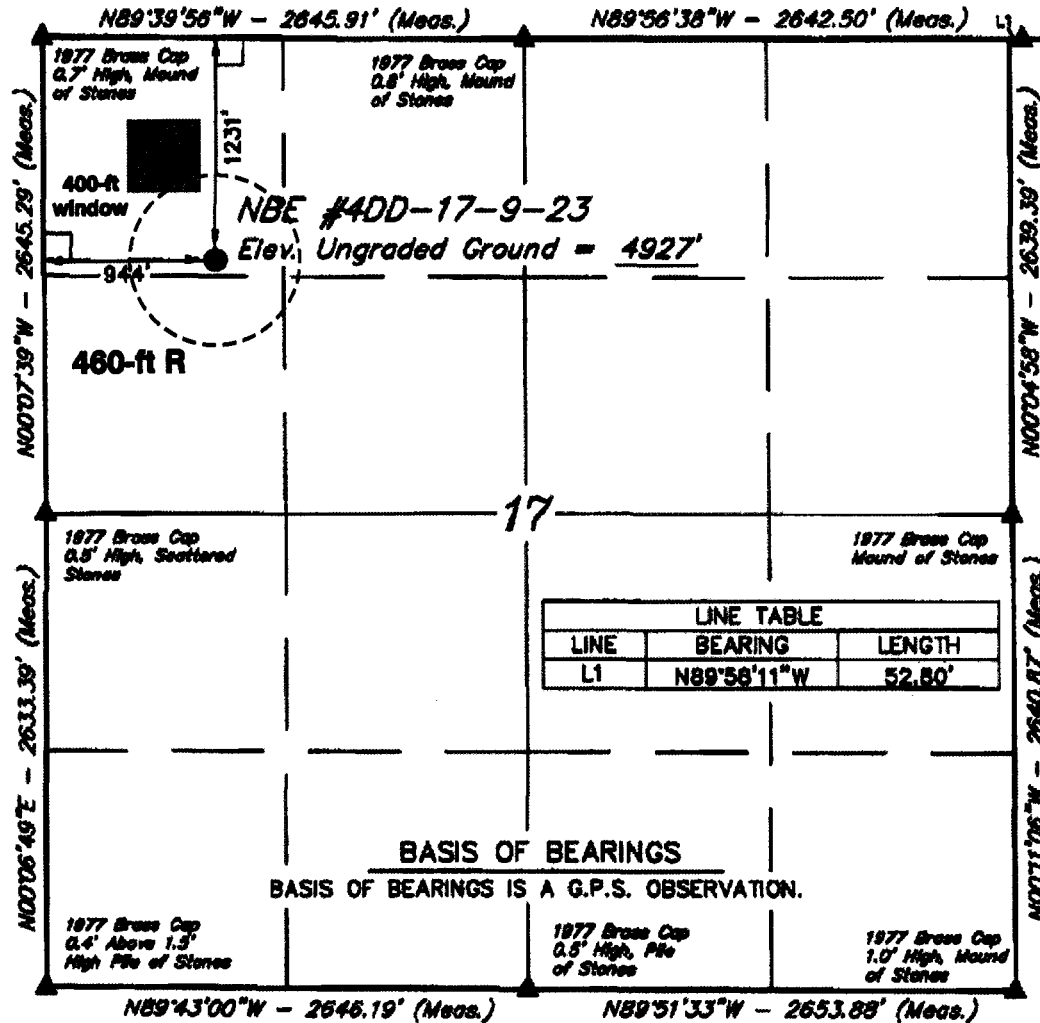 N89°39'56"W - 2645.91' (Meas.)
N89°56'38"W - 2642.50' (Meas.)
L1
1977 Brass Cap
0.7' High, Mound
of Stones
1977 Brass Cap
0.8' High, Mound
of Stones
1231'
N00°07'39"W - 2645.29' (Meas.)
N00°04'58"W - 2639.39' (Meas.)
400-ft
window
NBE #4DD-17-9-23
Elev. Ungraded Ground = 4927'
944'
460-ft R
17
1977 Brass Cap
0.5' High, Scattered
Stones
1977 Brass Cap
Mound of Stones
LINE TABLE
LINE BEARING LENGTH
L1 N89°58'11"W 52.80'
N00°06'49"E - 2633.39' (Meas.)
N00°11'06"W - 2640.87' (Meas.)
BASIS OF BEARINGS
BASIS OF BEARINGS IS A G.P.S. OBSERVATION.
1977 Brass Cap
0.4' Above 1.5'
High Pile of Stones
1977 Brass Cap
0.5' High, Pile
of Stones
1977 Brass Cap
1.0' High, Mound
of Stones
N89°43'00"W - 2646.19' (Meas.)
N89°51'33"W - 2653.88' (Meas.)